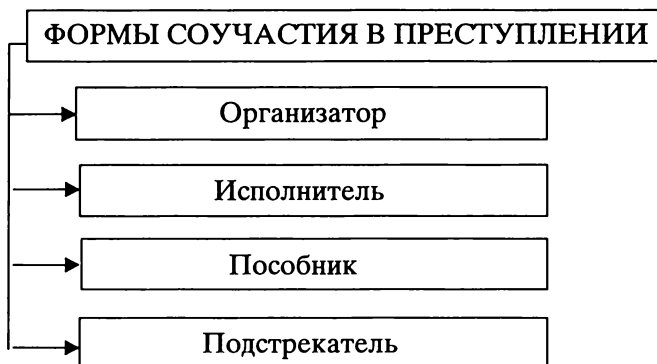 ФОРМЫ СОУЧАСТИЯ В ПРЕСТУПЛЕНИИ
Организатор
Исполнитель
Пособник
Подстрекатель